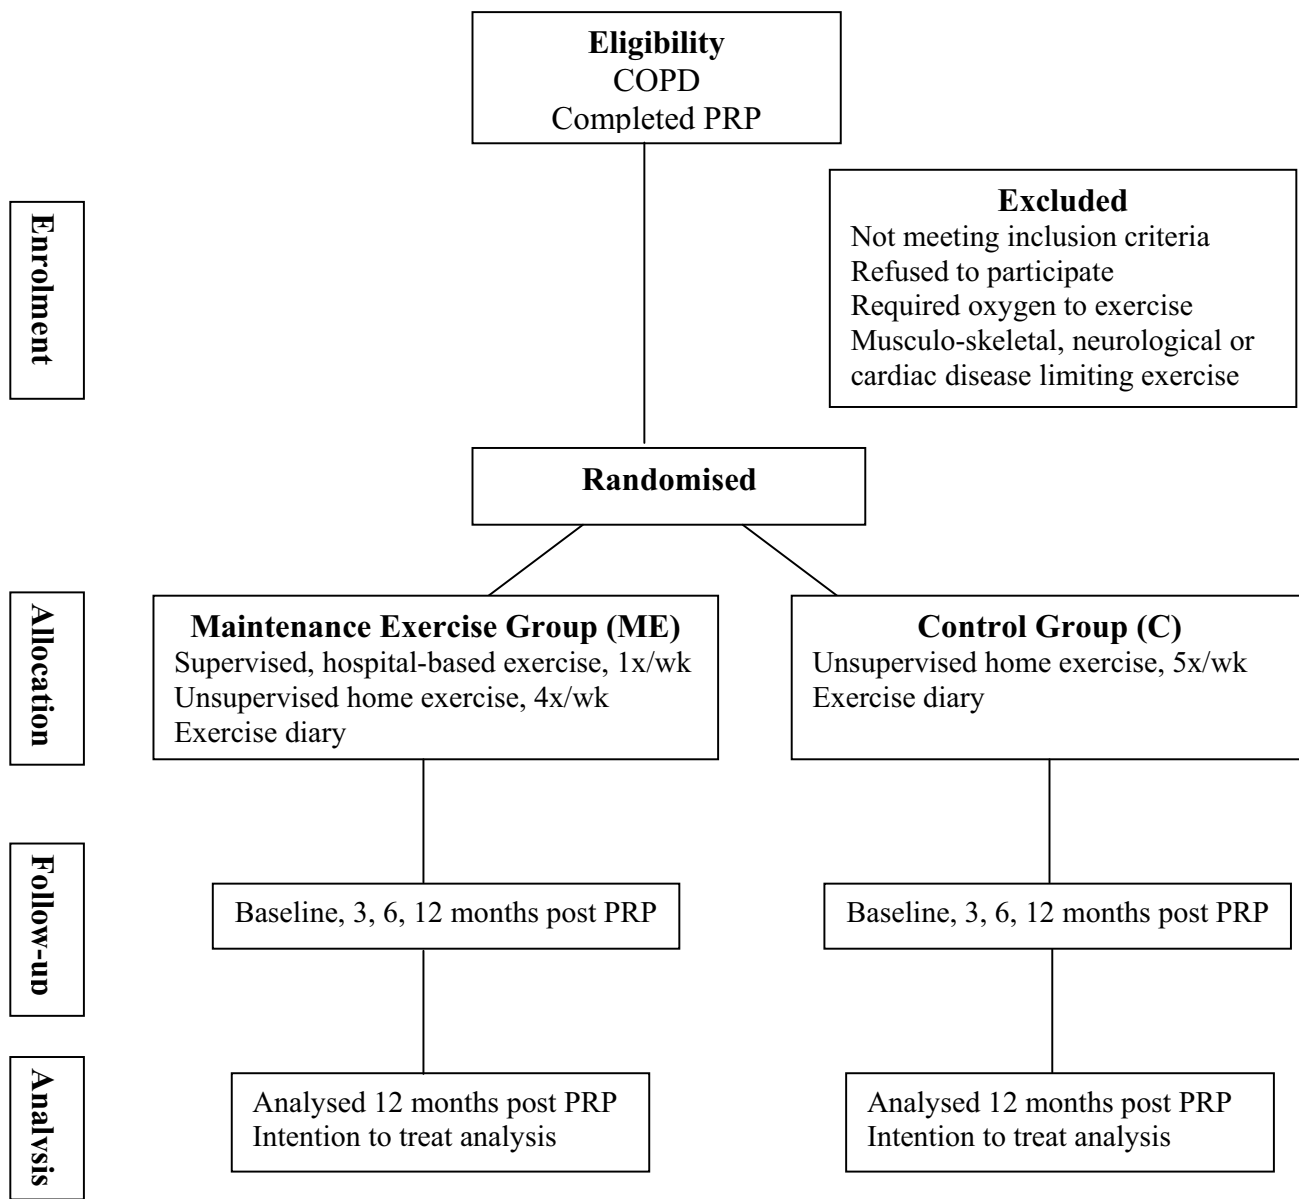 Eligibility
COPD
Completed PRP
Enrolment
Excluded
Not meeting inclusion criteria
Refused to participate
Required oxygen to exercise
Musculo-skeletal, neurological or
cardiac disease limiting exercise
Randomised
Allocation
Maintenance Exercise Group (ME)
Supervised, hospital-based exercise, 1x/wk
Unsupervised home exercise, 4x/wk
Exercise diary
Control Group (C)
Unsupervised home exercise, 5x/wk
Exercise diary
Follow-up
Baseline, 3, 6, 12 months post PRP
Baseline, 3, 6, 12 months post PRP
Analysis
Analysed 12 months post PRP
Intention to treat analysis
Analysed 12 months post PRP
Intention to treat analysis